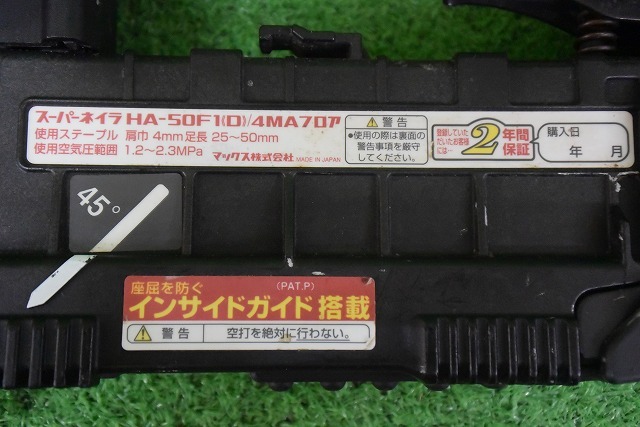 スーパーネイラ HA-50F1(D)/4MAフロア
使用ステープル 肩巾 4mm 足長 25～50mm
使用空気圧範囲 1.2～2.3MPa マックス株式会社 MADE IN JAPAN
警告
●使用の際は裏面の
警告事項を厳守
してください。
登録していた
だいたお客様
には～
2年間
保証
購入日
年 月
45°
座屈を防ぐ (PAT.P)
インサイドガイド搭載
警告 空打を絶対に行わない。